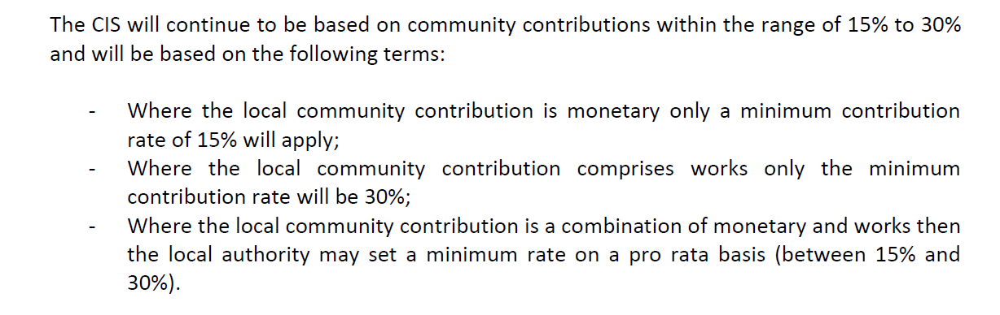 The CIS will continue to be based on community contributions within the range of 15% to 30%
and will be based on the following terms:
- Where the local community contribution is monetary only a minimum contribution
rate of 15% will apply;
- Where the local community contribution comprises works only the minimum
contribution rate will be 30%;
- Where the local community contribution is a combination of monetary and works then
the local authority may set a minimum rate on a pro rata basis (between 15% and
30%).